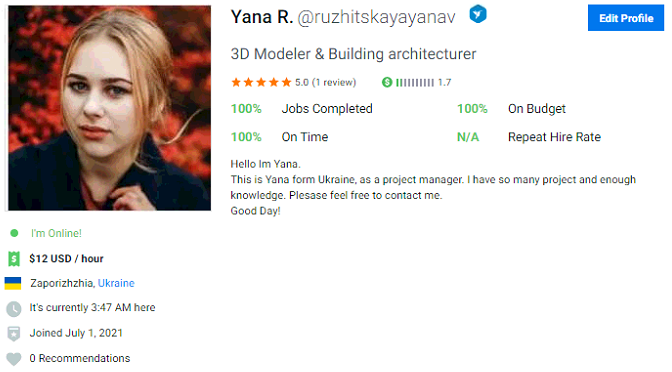 Yana R. @ruzhitskayayanav
Edit Profile
3D Modeler & Building architecturer
5.0 (1 review) 1.7
100% Jobs Completed 100% On Budget
100% On Time N/A Repeat Hire Rate
Hello Im Yana.
This is Yana form Ukraine, as a project manager. I have so many project and enough
knowledge. Plesase feel free to contact me.
Good Day!
I'm Online!
$12 USD / hour
Zaporizhzhia, Ukraine
It's currently 3:47 AM here
Joined July 1, 2021
0 Recommendations